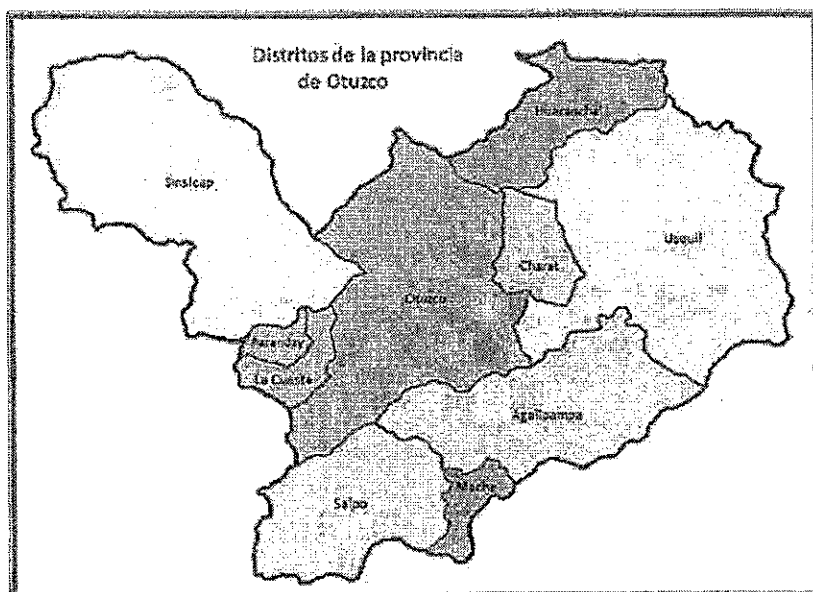 Distritos de la provincia
de Otuzco
Huaranchal
Sinsicap
Usquil
Charat
Otuzco
Paranday
La Cuesta
Agallpampa
Mache
Salpo